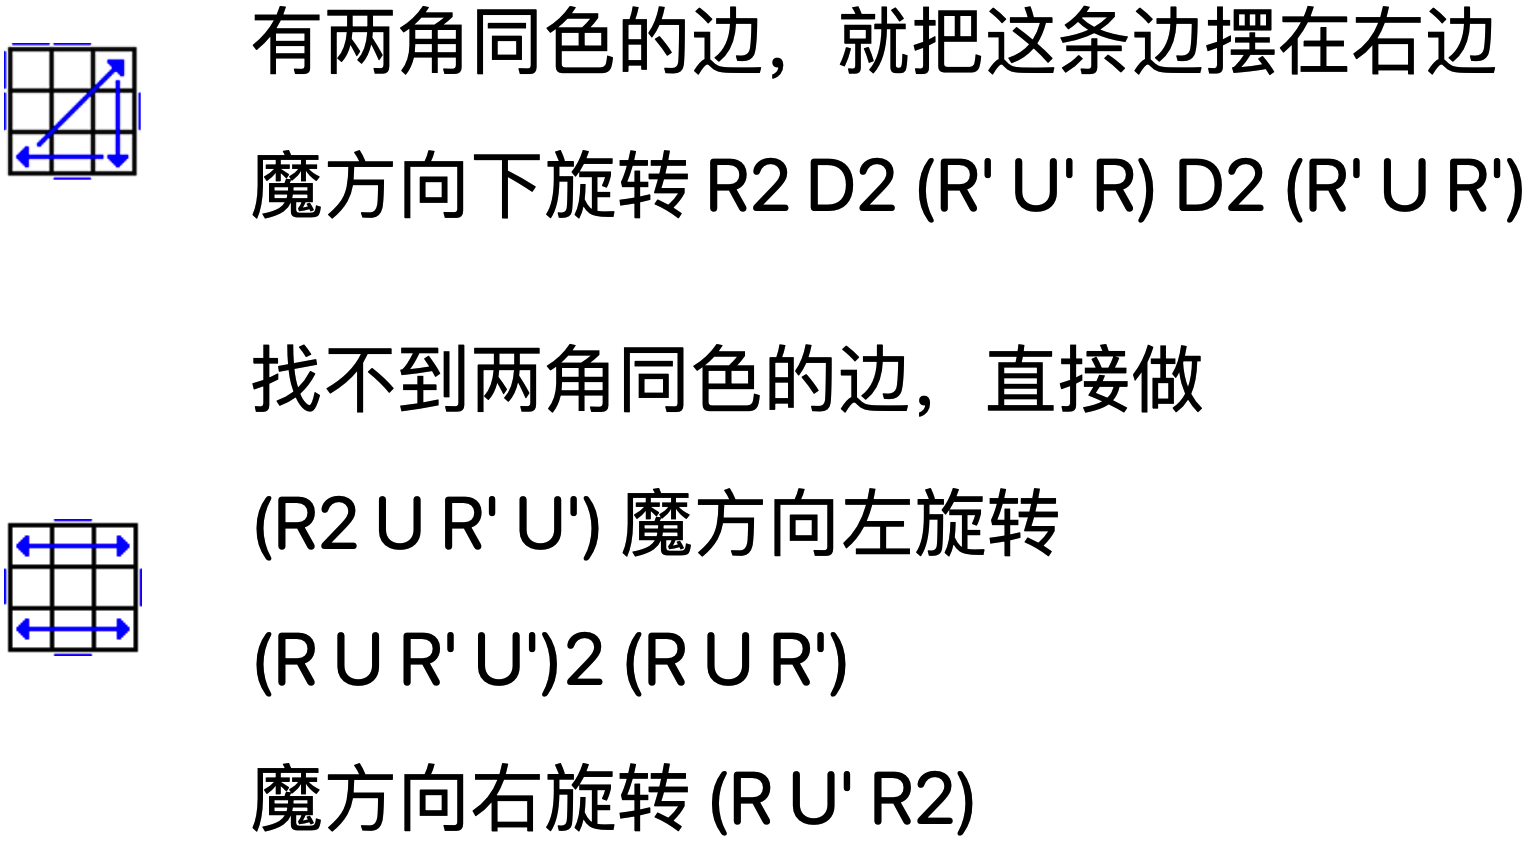 有两角同色的边，就把这条边摆在右边
魔方向下旋转 R2 D2 (R' U' R) D2 (R' U R')
找不到两角同色的边，直接做
(R2 U R' U') 魔方向左旋转
(R U R' U')2 (R U R')
魔方向右旋转 (R U' R2)